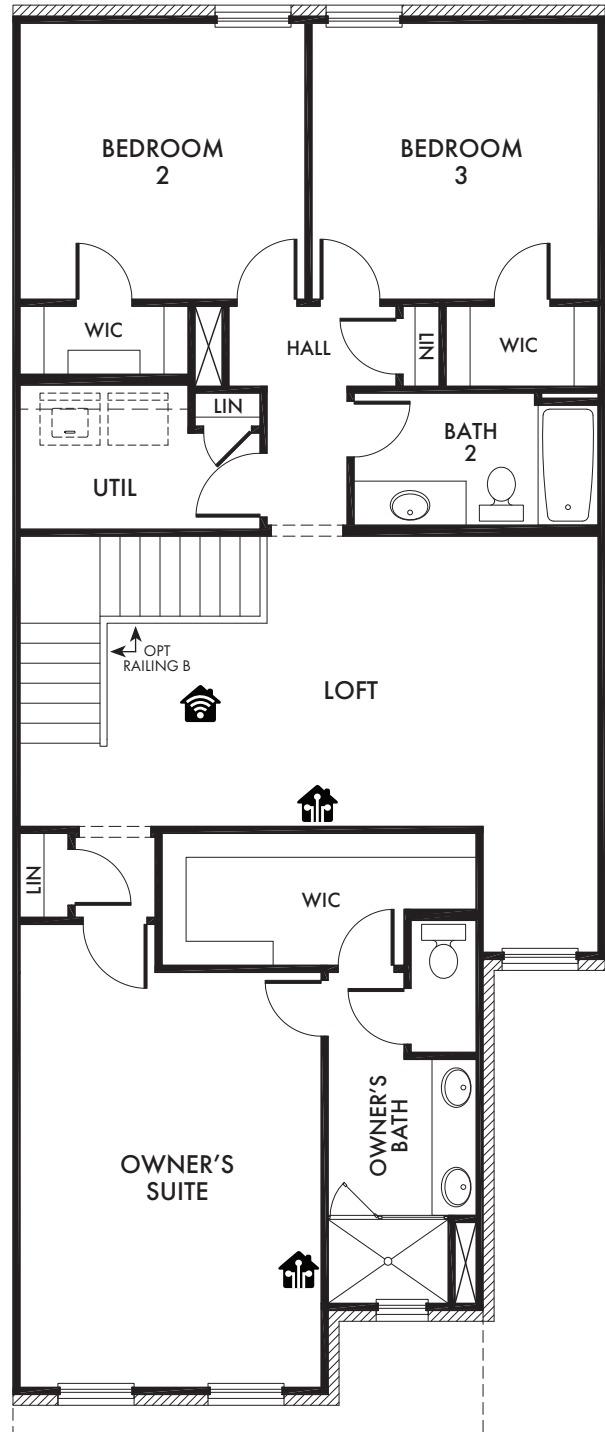 BEDROOM
2
BEDROOM
3
WIC
HALL
LIN
WIC
LIN
BATH
2
UTIL
OPT
RAILING B
LOFT
LIN
WIC
OWNER'S
BATH
OWNER'S
SUITE